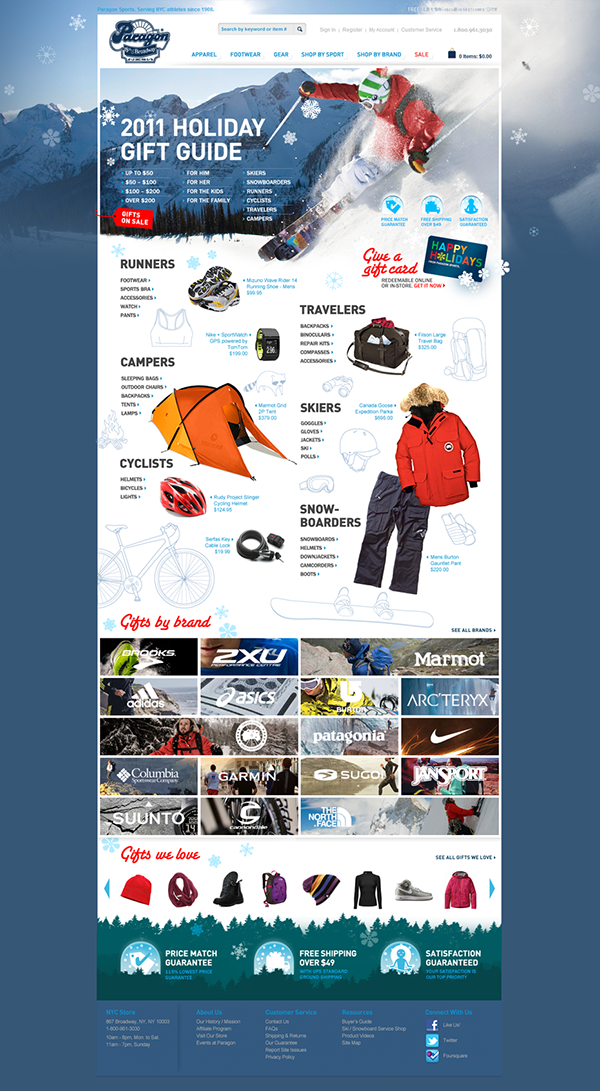 Paragon Sports. Serving NYC athletes since 1908.
Paragon
Broadway
Search by keyword or item #
Sign In | Register | My Account | Customer Service
1.800.961.3030
APPAREL FOOTWEAR GEAR SHOP BY SPORT SHOP BY BRAND SALE
0 Items: $0.00
2011 HOLIDAY
GIFT GUIDE
UP TO $50
$50 – $100
$100 – $200
OVER $200
FOR HIM
FOR HER
FOR THE KIDS
FOR THE FAMILY
SKIERS
SNOWBOARDERS
RUNNERS
CYCLISTS
TRAVELERS
CAMPERS
GIFTS
ON SALE
PRICE MATCH
GUARANTEE
FREE SHIPPING
OVER $49
SATISFACTION
GUARANTEED
Give a
gift card
REDEEMABLE ONLINE
OR IN-STORE. GET IT NOW
HAPPY
HOLIDAYS
RUNNERS
FOOTWEAR
SPORTS BRA
ACCESSORIES
WATCH
PANTS
Mizuno Wave Rider 14
Running Shoe - Mens
$99.95
Nike + SportWatch
GPS powered by
TomTom
$199.00
TRAVELERS
BACKPACKS
BINOCULARS
REPAIR KITS
COMPASSES
ACCESSORIES
Filson Large
Travel Bag
$325.00
CAMPERS
SLEEPING BAGS
OUTDOOR CHAIRS
BACKPACKS
TENTS
LAMPS
Marmot Grid
2P Tent
$379.00
SKIERS
GOGGLES
GLOVES
JACKETS
SKI
POLLS
Canada Goose
Expedition Parka
$695.00
CYCLISTS
HELMETS
BICYCLES
LIGHTS
Rudy Project Slinger
Cycling Helmet
$124.95
Serfas Key
Cable Lock
$19.99
SNOW-
BOARDERS
SNOWBOARDS
HELMETS
DOWNJACKETS
CAMCORDERS
BOOTS
Mens Burton
Gauntlet Pant
$220.00
Gifts by brand
SEE ALL BRANDS
BROOKS
2XU
PERFORMANCE CENTRE
Marmot
adidas
asics
BURTON
ARC'TERYX
patagonia
Columbia
Sportswear Company
GARMIN
SUGOI
JANSPORT
SUUNTO
cannondale
THE
NORTH
FACE
Gifts we love
SEE ALL GIFTS WE LOVE
PRICE MATCH
GUARANTEE
110% LOWEST PRICE
GUARANTEE
FREE SHIPPING
OVER $49
WITH UPS STANDARD
GROUND SHIPPING
SATISFACTION
GUARANTEED
YOUR SATISFACTION IS
OUR TOP PRIORITY
NYC Store
867 Broadway, NY, NY 10003
1-800-961-3030
10am - 8pm, Mon. to Sat.
11am - 7pm, Sunday
About Us
Our History / Mission
Affiliate Program
Visit Our Store
Events at Paragon
Customer Service
Contact Us
FAQs
Shipping & Returns
Our Guarantee
Report Site Issues
Privacy Policy
Resources
Buyer's Guide
Ski / Snowboard Service Shop
Product Videos
Site Map
Connect With Us
Like Us!
Twitter
Foursquare